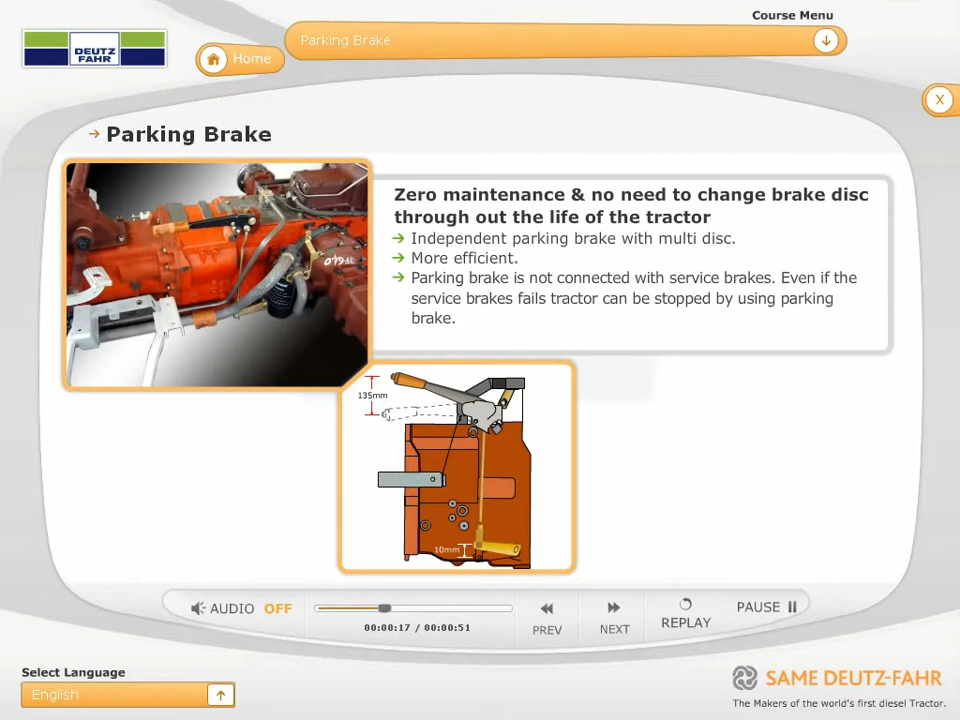 Course Menu
Parking Brake
DEUTZ
FAHR
Home
X
Parking Brake
Zero maintenance & no need to change brake disc
through out the life of the tractor
Independent parking brake with multi disc.
More efficient.
Parking brake is not connected with service brakes. Even if the
service brakes fails tractor can be stopped by using parking
brake.
135mm
10mm
AUDIO OFF
00:00:17 / 00:00:51
PREV
NEXT
REPLAY
PAUSE
Select Language
English
SAME DEUTZ-FAHR
The Makers of the world's first diesel Tractor.